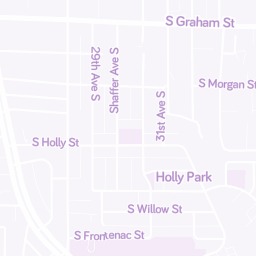 S Graham St
29th Ave S
Shaffer Ave S
S Morgan St
31st Ave S
S Holly St
Holly Park
S Willow St
S Frontenac St